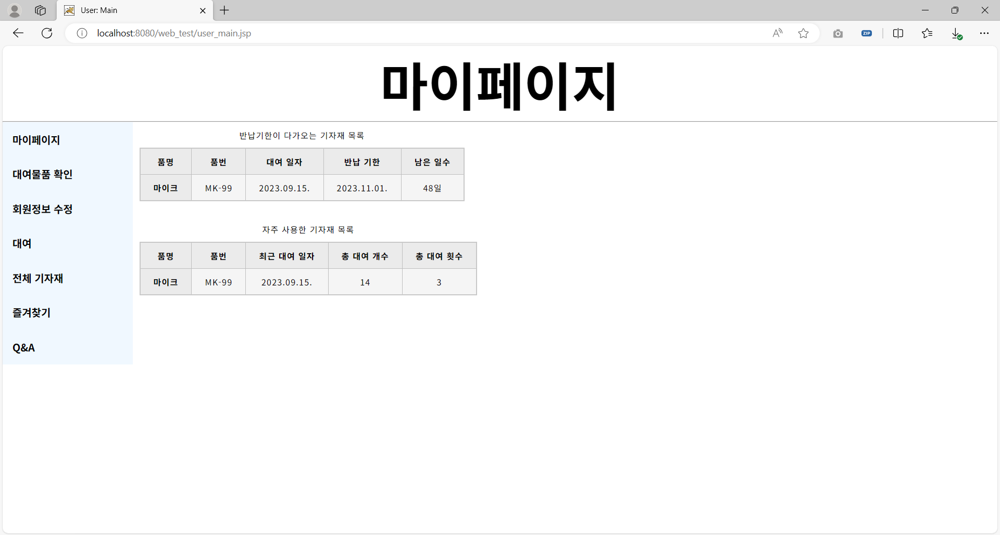 User: Main
localhost:8080/web_test/user_main.jsp
A
ZIP
마이페이지
마이페이지
대여물품 확인
회원정보 수정
대여
전체 기자재
즐겨찾기
Q&A
반납기한이 다가오는 기자재 목록
품명 품번 대여 일자 반납 기한 남은 일수
마이크 MK-99 2023.09.15. 2023.11.01. 48일
자주 사용한 기자재 목록
품명 품번 최근 대여 일자 총 대여 개수 총 대여 횟수
마이크 MK-99 2023.09.15. 14 3